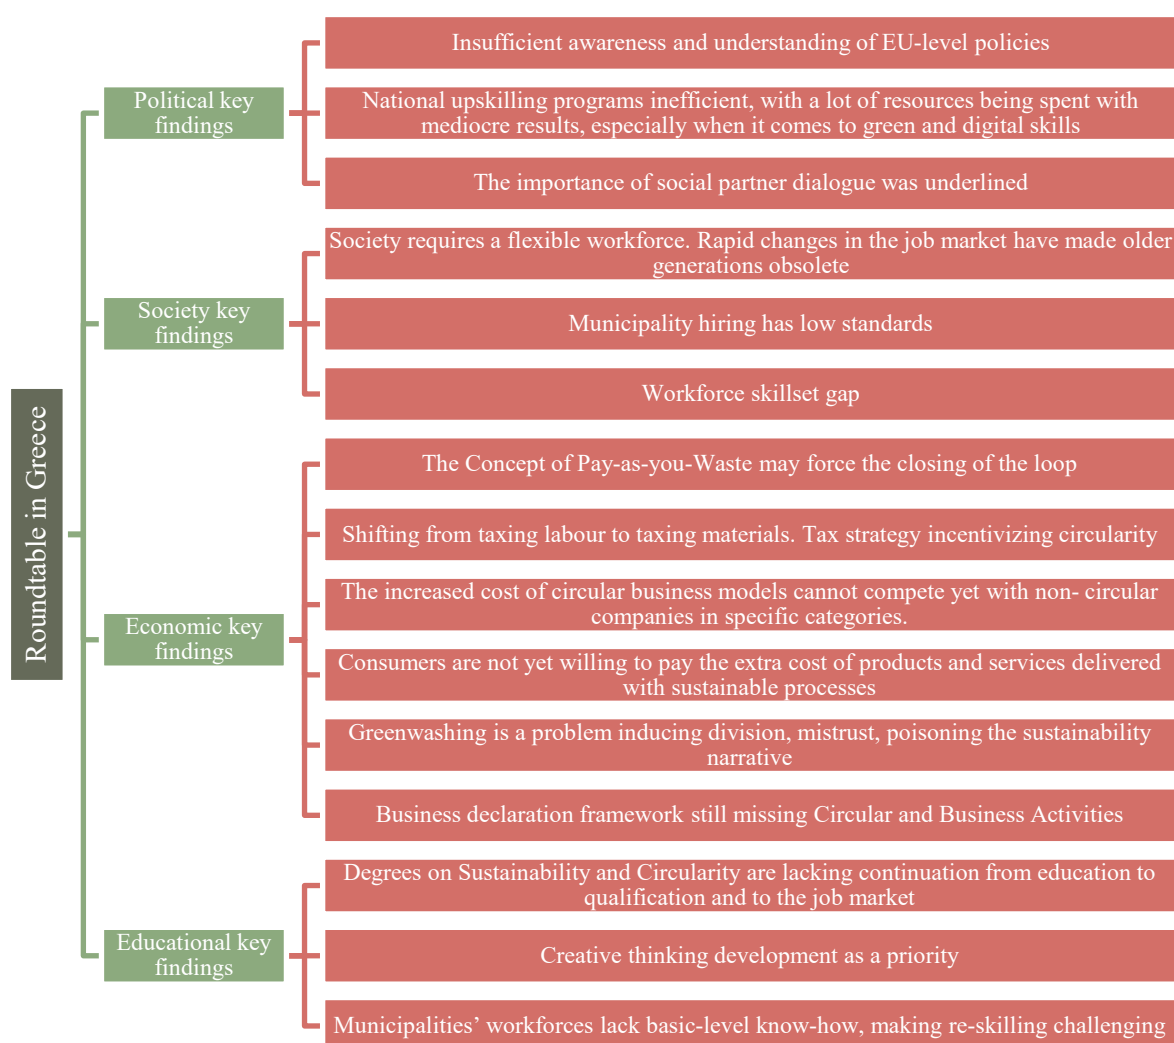 Roundtable in Greece
Political key
findings
Insufficient awareness and understanding of EU-level policies
National upskilling programs inefficient, with a lot of resources being spent with
mediocre results, especially when it comes to green and digital skills
The importance of social partner dialogue was underlined
Society key
findings
Society requires a flexible workforce. Rapid changes in the job market have made older
generations obsolete
Municipality hiring has low standards
Workforce skillset gap
Economic key
findings
The Concept of Pay-as-you-Waste may force the closing of the loop
Shifting from taxing labour to taxing materials. Tax strategy incentivizing circularity
The increased cost of circular business models cannot compete yet with non- circular
companies in specific categories.
Consumers are not yet willing to pay the extra cost of products and services delivered
with sustainable processes
Greenwashing is a problem inducing division, mistrust, poisoning the sustainability
narrative
Business declaration framework still missing Circular and Business Activities
Educational key
findings
Degrees on Sustainability and Circularity are lacking continuation from education to
qualification and to the job market
Creative thinking development as a priority
Municipalities’ workforces lack basic-level know-how, making re-skilling challenging